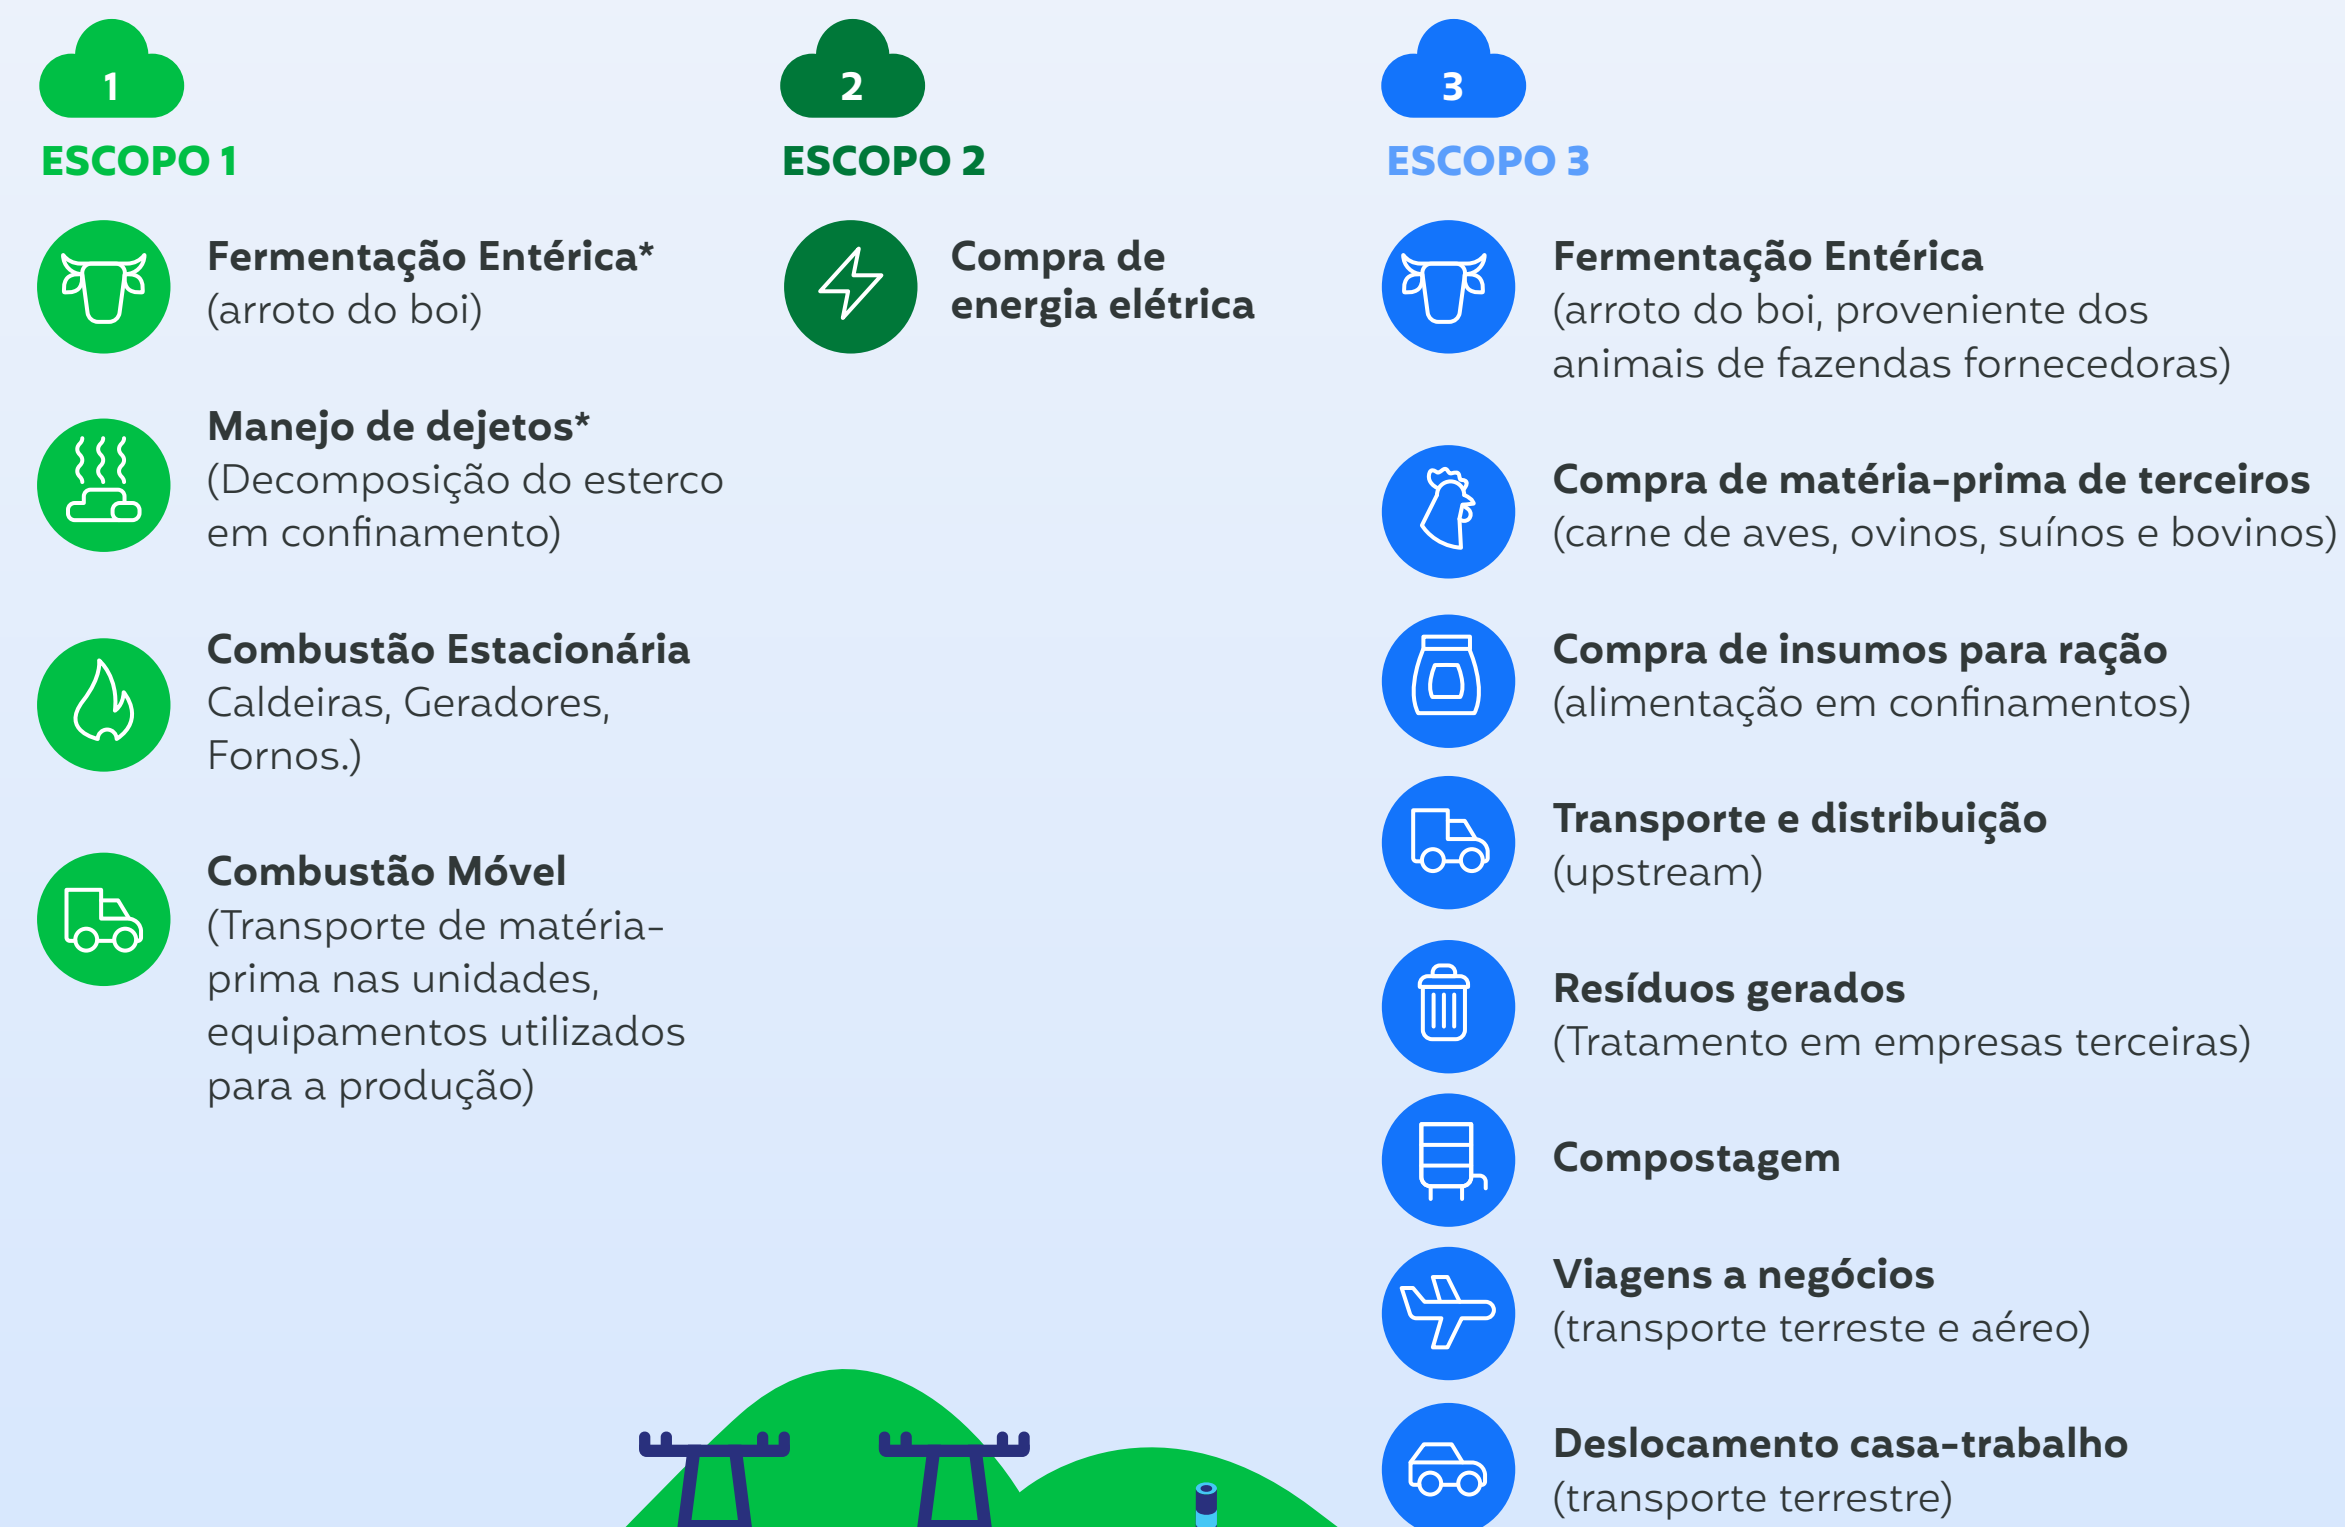 1
ESCOPO 1
Fermentação Entérica*
(arroto do boi)
Manejo de dejetos*
(Decomposição do esterco
em confinamento)
Combustão Estacionária
Caldeiras, Geradores,
Fornos.)
Combustão Móvel
(Transporte de matéria-
prima nas unidades,
equipamentos utilizados
para a produção)
2
ESCOPO 2
Compra de
energia elétrica
3
ESCOPO 3
Fermentação Entérica
(arroto do boi, proveniente dos
animais de fazendas fornecedoras)
Compra de matéria-prima de terceiros
(carne de aves, ovinos, suínos e bovinos)
Compra de insumos para ração
(alimentação em confinamentos)
Transporte e distribuição
(upstream)
Resíduos gerados
(Tratamento em empresas terceiras)
Compostagem
Viagens a negócios
(transporte terreste e aéreo)
Deslocamento casa-trabalho
(transporte terrestre)